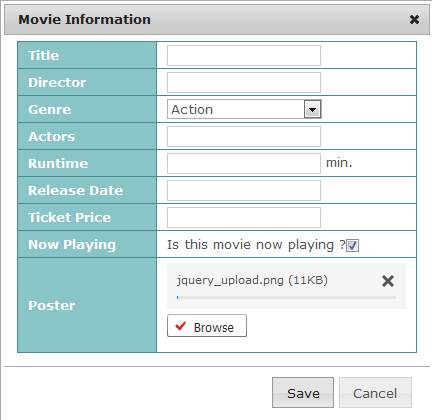 Movie Information
Title
Director
Genre Action
Actors
Runtime min.
Release Date
Ticket Price
Now Playing Is this movie now playing ?
Poster jquery_upload.png (11KB)
Browse
Save Cancel